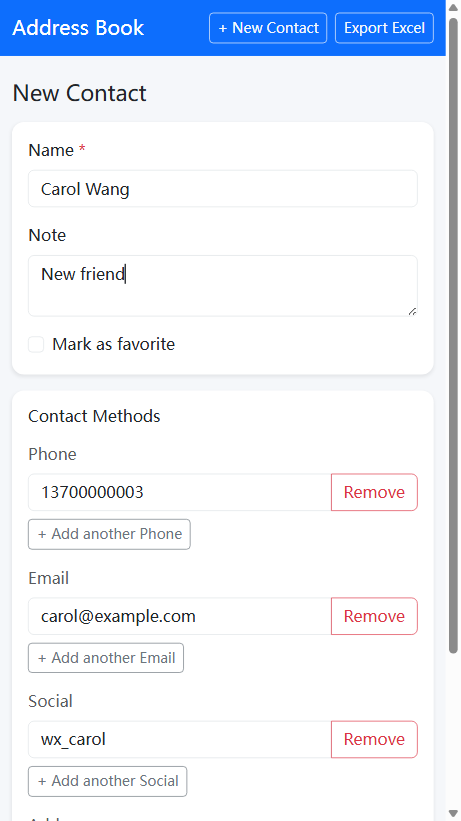 Address Book
+ New Contact
Export Excel
New Contact
Name *
Carol Wang
Note
New friend
Mark as favorite
Contact Methods
Phone
13700000003
Remove
+ Add another Phone
Email
carol@example.com
Remove
+ Add another Email
Social
wx_carol
Remove
+ Add another Social